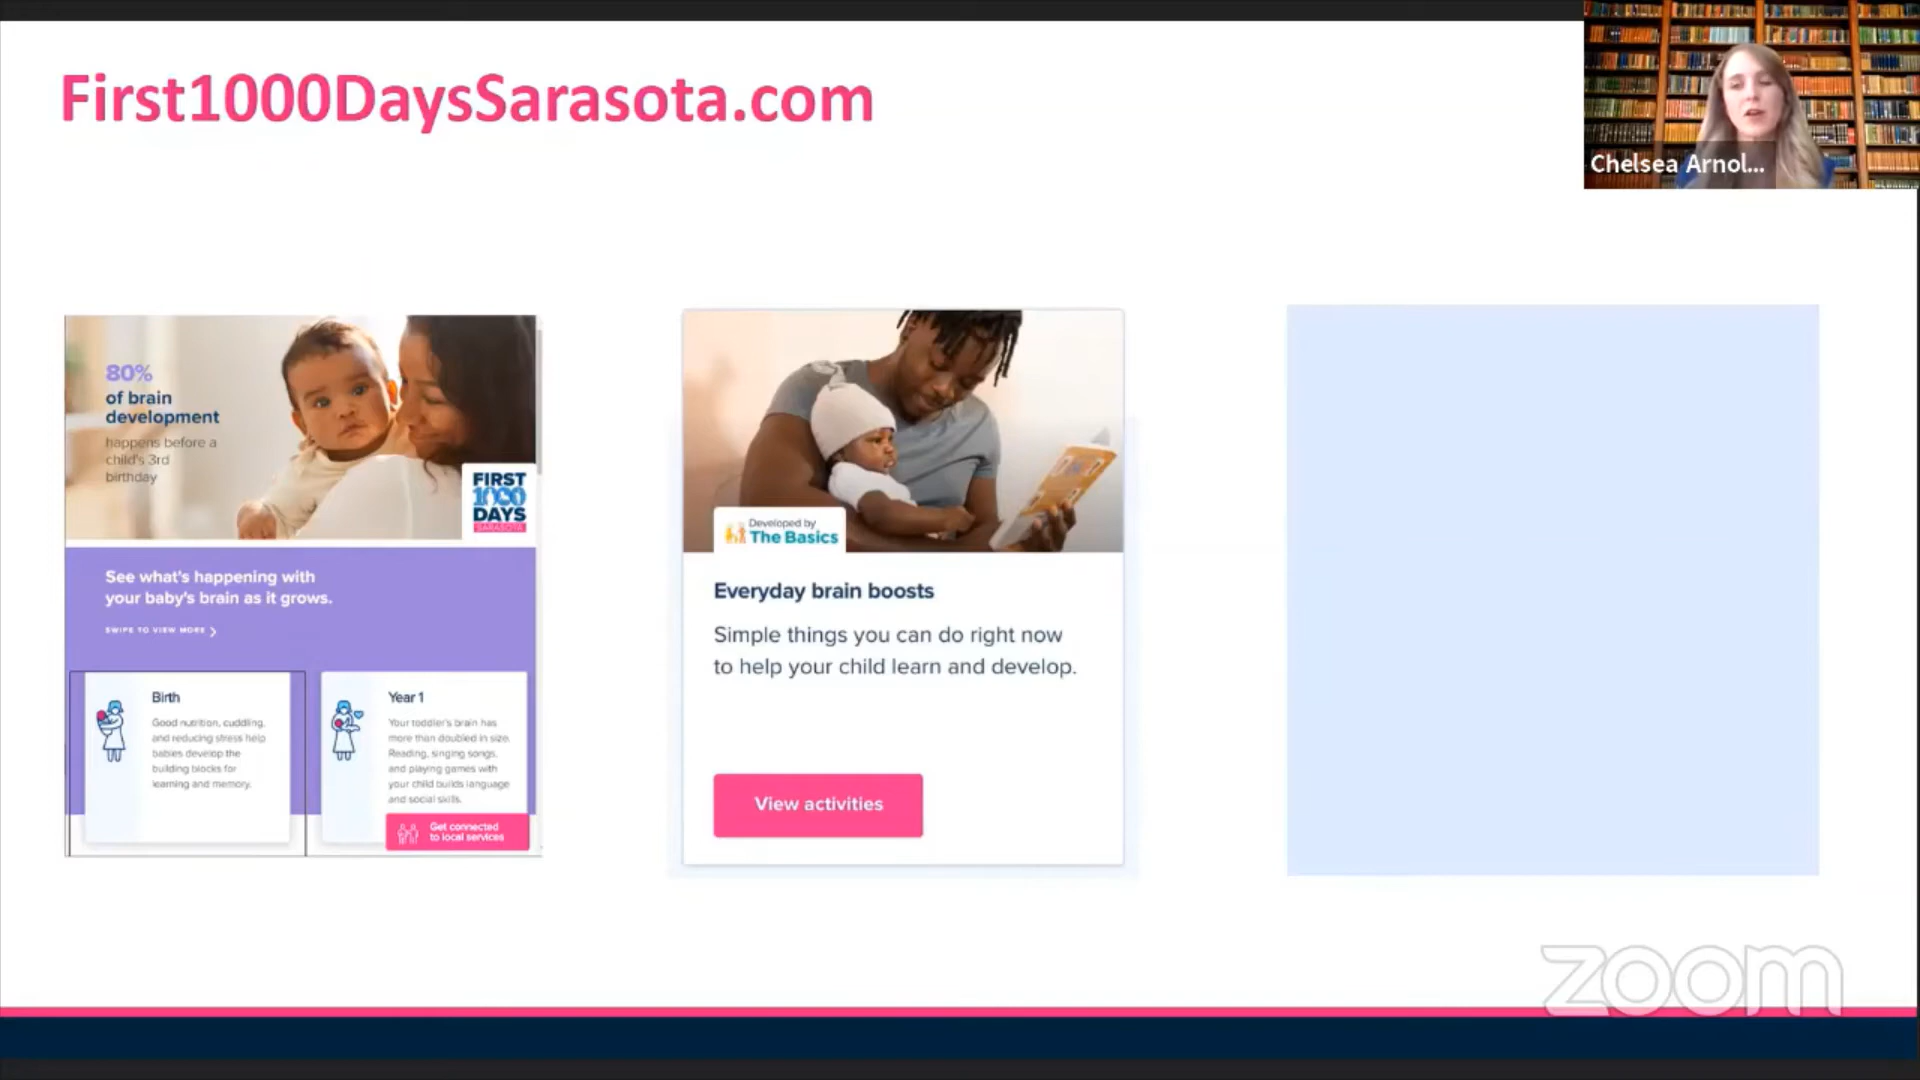 First1000DaysSarasota.com
Chelsea Arnol...
80%
of brain
development
happens before a
child's 3rd
birthday
FIRST
1000
DAYS
SARASOTA
See what's happening with
your baby's brain as it grows.
SWIPE TO VIEW MORE
Birth
Good nutrition, cuddling,
and reducing stress help
babies develop the
building blocks for
learning and memory.
Year 1
Your toddler's brain has
more than doubled in size.
Reading, singing songs,
and playing games with
your child builds language
and social skills.
Get connected
to local services
Developed by
The Basics
Everyday brain boosts
Simple things you can do right now
to help your child learn and develop.
View activities
zoom